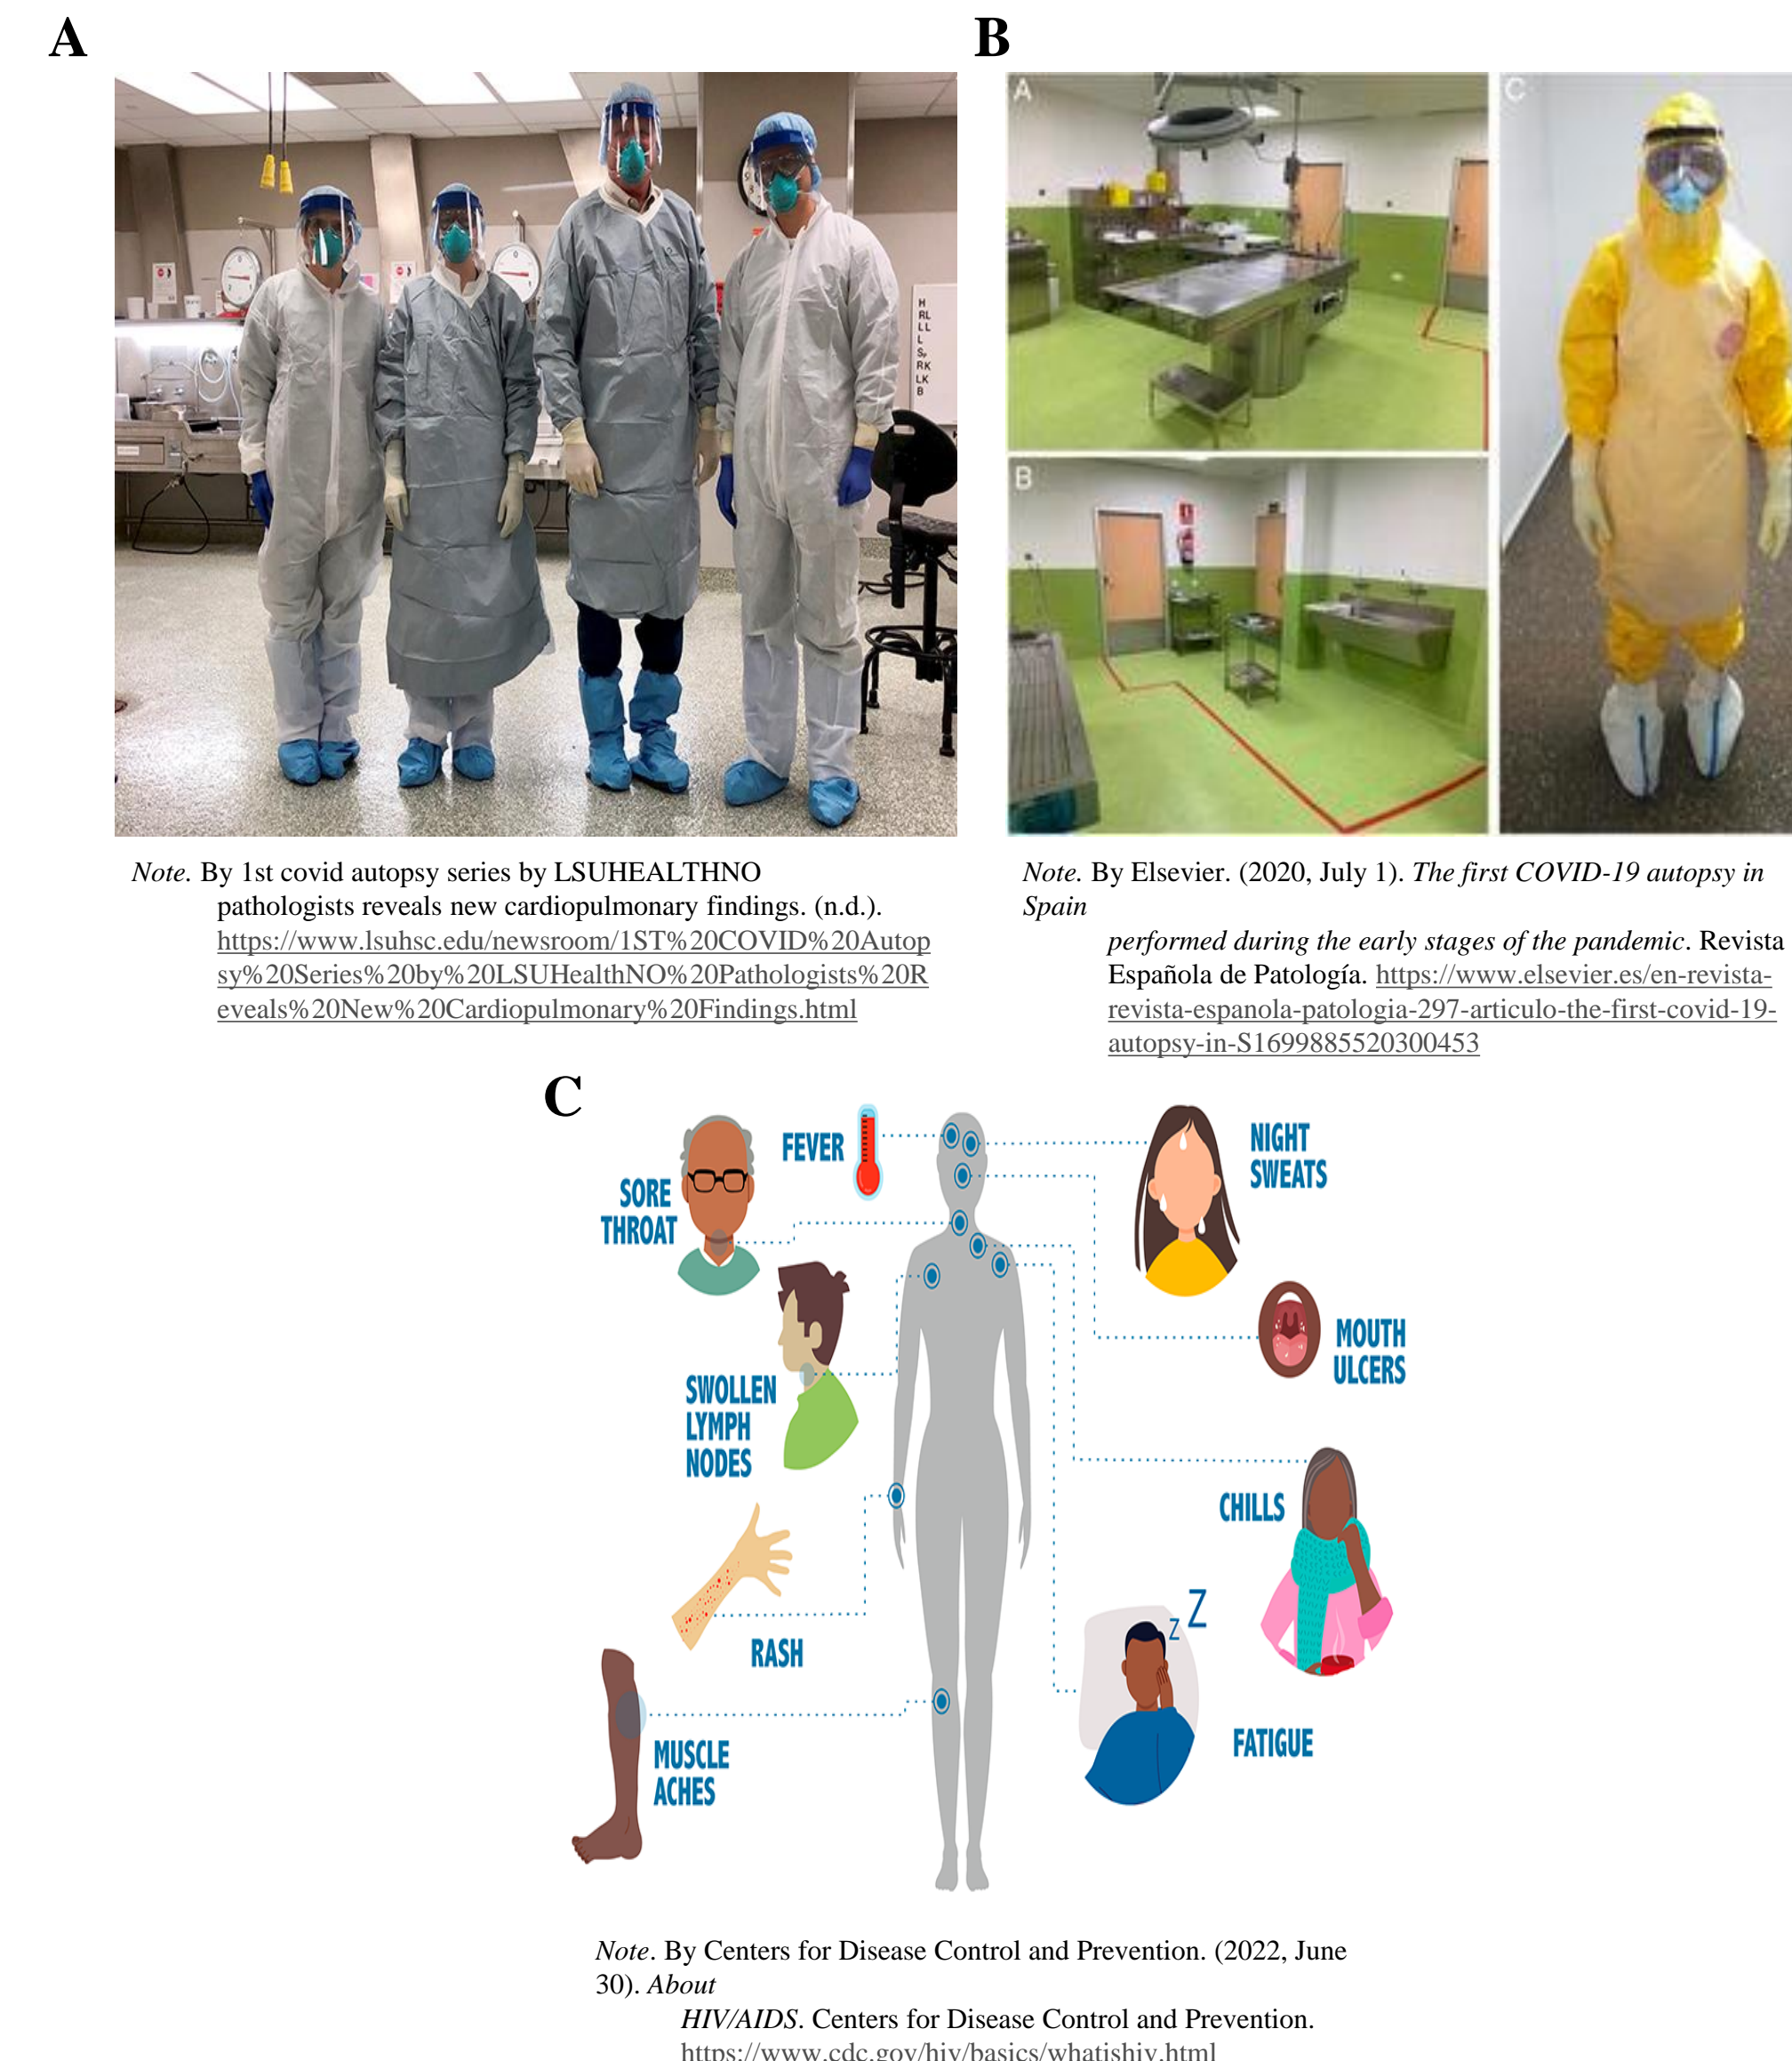 A
B
A
C
B
H
RL
LL
L
RK
LK
B
Note. By 1st covid autopsy series by LSUHEALTHNO
pathologists reveals new cardiopulmonary findings. (n.d.).
https://www.lsuhsc.edu/newsroom/1ST%20COVID%20Autop
sy%20Series%20by%20LSUHealthNO%20Pathologists%20R
eveals%20New%20Cardiopulmonary%20Findings.html
Note. By Elsevier. (2020, July 1). The first COVID-19 autopsy in
Spain
performed during the early stages of the pandemic. Revista
Española de Patología. https://www.elsevier.es/en-revista-
revista-espanola-patologia-297-articulo-the-first-covid-19-
autopsy-in-S1699885520300453
C
FEVER
NIGHT
SWEATS
SORE
THROAT
MOUTH
ULCERS
SWOLLEN
LYMPH
NODES
CHILLS
z Z
RASH
FATIGUE
MUSCLE
ACHES
Note. By Centers for Disease Control and Prevention. (2022, June
30). About
HIV/AIDS. Centers for Disease Control and Prevention.
https://www.cdc.gov/hiv/basics/whatishiv.html